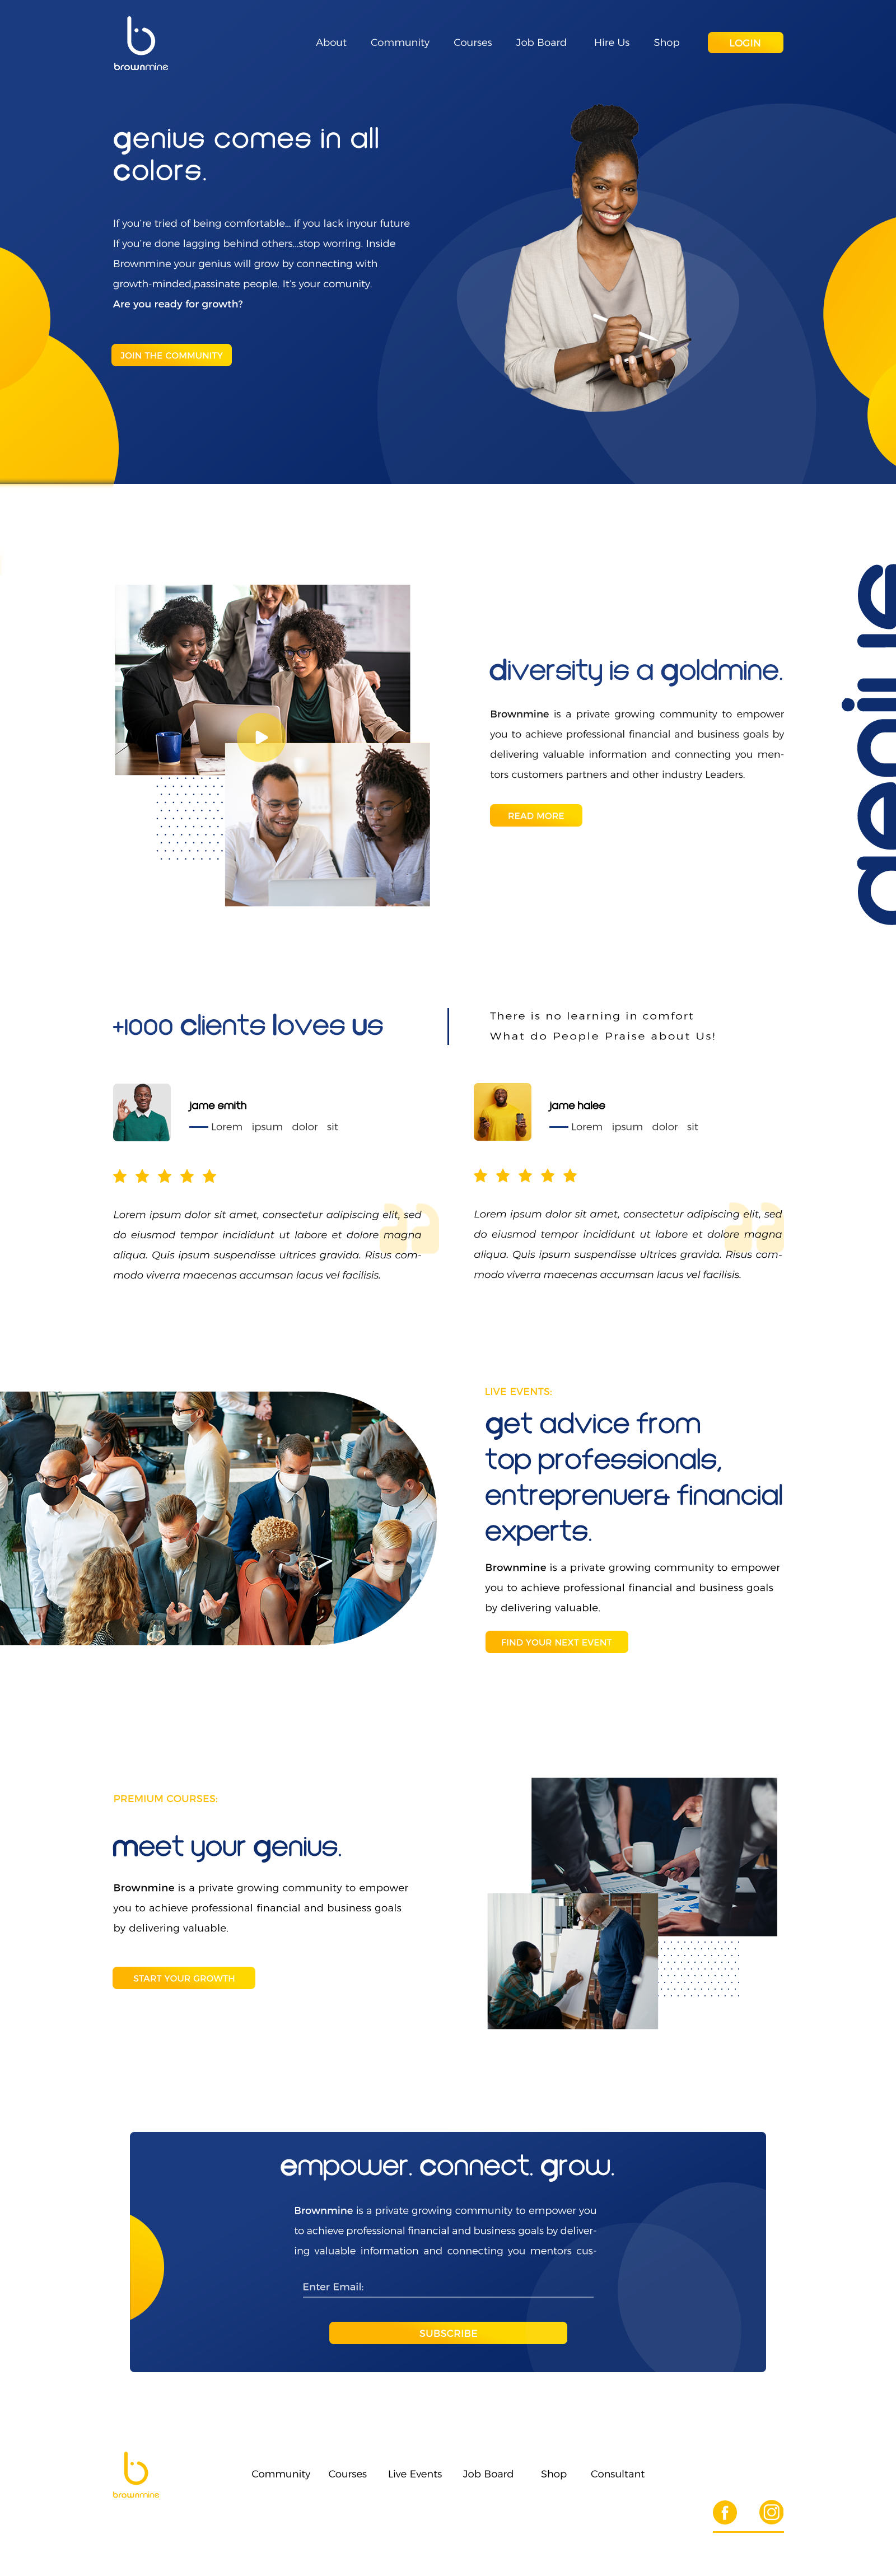 brownmine
About Community Courses Job Board Hire Us Shop LOGIN
genius comes in all
colors.
If you're tried of being comfortable... if you lack inyour future
If you're done lagging behind others...stop worring. Inside
Brownmine your genius will grow by connecting with
growth-minded,passinate people. It's your comunity.
Are you ready for growth?
JOIN THE COMMUNITY
diversity is a goldmine.
Brownmine is a private growing community to empower
you to achieve professional financial and business goals by
delivering valuable information and connecting you men-
tors customers partners and other industry Leaders.
READ MORE
genius
+1000 clients loves us
There is no learning in comfort
What do People Praise about Us!
jame smith
Lorem ipsum dolor sit
Lorem ipsum dolor sit amet, consectetur adipiscing elit, sed
do eiusmod tempor incididunt ut labore et dolore magna
aliqua. Quis ipsum suspendisse ultrices gravida. Risus com-
modo viverra maecenas accumsan lacus vel facilisis.
jame hales
Lorem ipsum dolor sit
Lorem ipsum dolor sit amet, consectetur adipiscing elit, sed
do eiusmod tempor incididunt ut labore et dolore magna
aliqua. Quis ipsum suspendisse ultrices gravida. Risus com-
modo viverra maecenas accumsan lacus vel facilisis.
LIVE EVENTS:
get advice from
top professionals,
entreprenuer& financial
experts.
Brownmine is a private growing community to empower
you to achieve professional financial and business goals
by delivering valuable.
FIND YOUR NEXT EVENT
PREMIUM COURSES:
meet your genius.
Brownmine is a private growing community to empower
you to achieve professional financial and business goals
by delivering valuable.
START YOUR GROWTH
empower. connect. grow.
Brownmine is a private growing community to empower you
to achieve professional financial and business goals by deliver-
ing valuable information and connecting you mentors cus-
Enter Email:
SUBSCRIBE
brownmine
Community Courses Live Events Job Board Shop Consultant